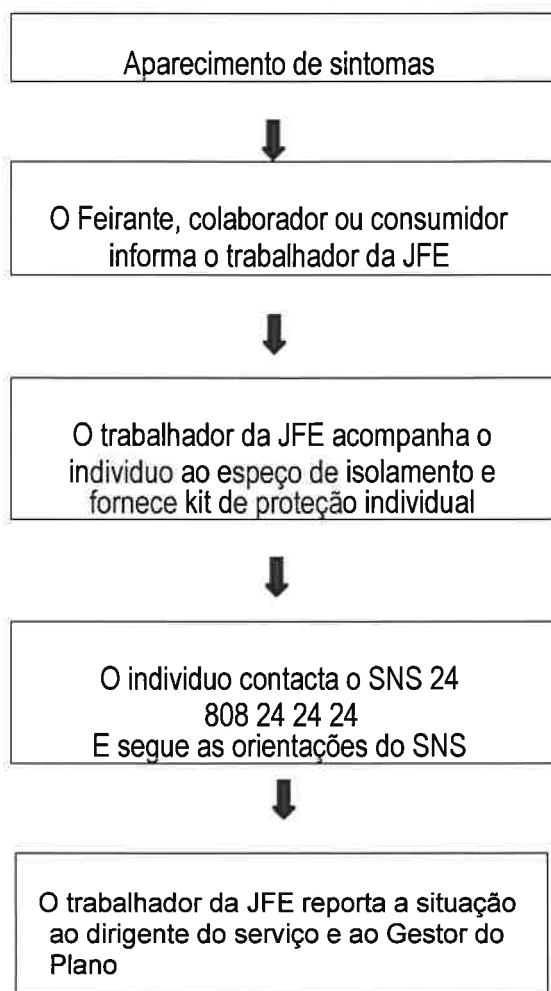 Aparecimento de sintomas
O Feirante, colaborador ou consumidor
informa o trabalhador da JFE
O trabalhador da JFE acompanha o
individuo ao espeço de isolamento e
fornece kit de proteção individual
O individuo contacta o SNS 24
808 24 24 24
E segue as orientações do SNS
O trabalhador da JFE reporta a situação
ao dirigente do serviço e ao Gestor do
Plano